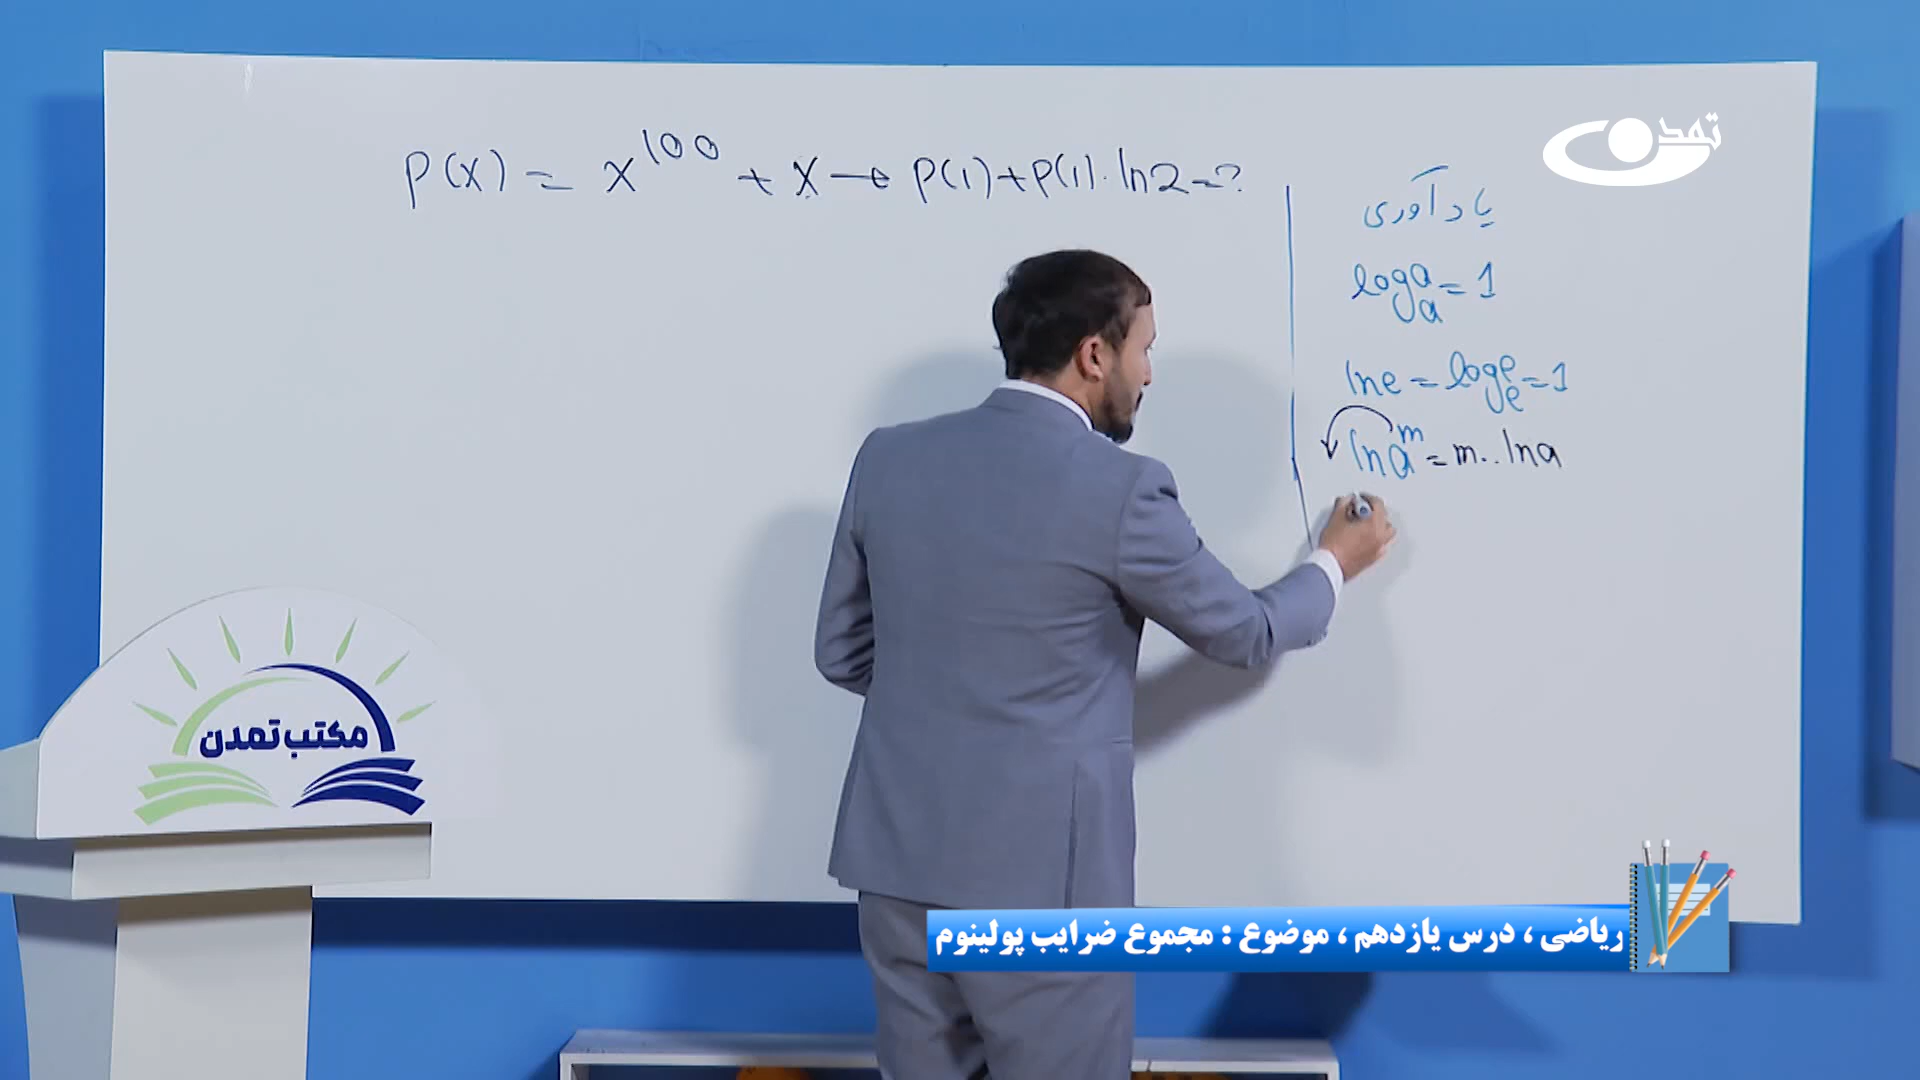 P(x) = x^100 + x → P(1)+P(1).ln2=?
تمدن
یادآوری
log_a a = 1
ln e = log_e e = 1
ln a^m = m..ln a
مکتب تمدن
ریاضی ، درس یازدهم ، موضوع : مجموع ضرایب پولینوم